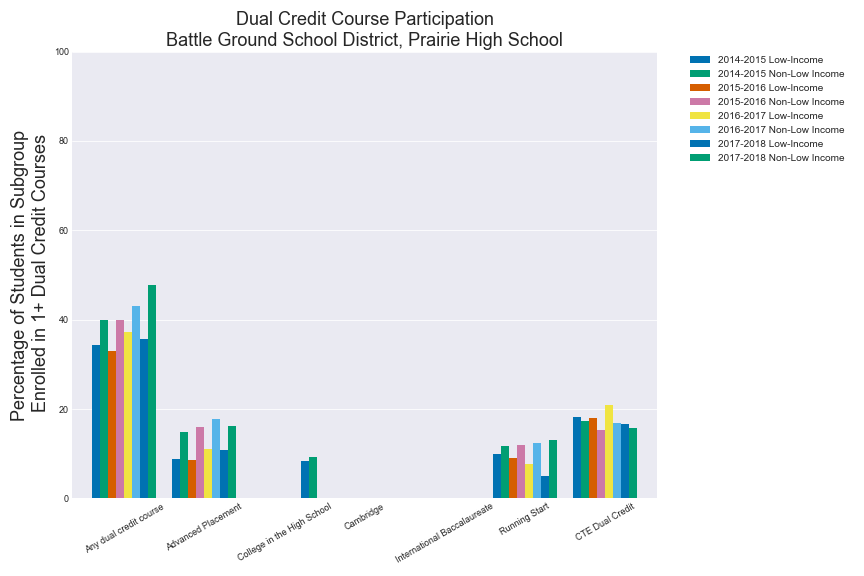 Dual Credit Course Participation
Battle Ground School District, Prairie High School
Percentage of Students in Subgroup
Enrolled in 1+ Dual Credit Courses
100
80
60
40
20
0
Any dual credit course
Advanced Placement
College in the High School
Cambridge
International Baccalaureate
Running Start
CTE Dual Credit
2014-2015 Low-Income
2014-2015 Non-Low Income
2015-2016 Low-Income
2015-2016 Non-Low Income
2016-2017 Low-Income
2016-2017 Non-Low Income
2017-2018 Low-Income
2017-2018 Non-Low Income